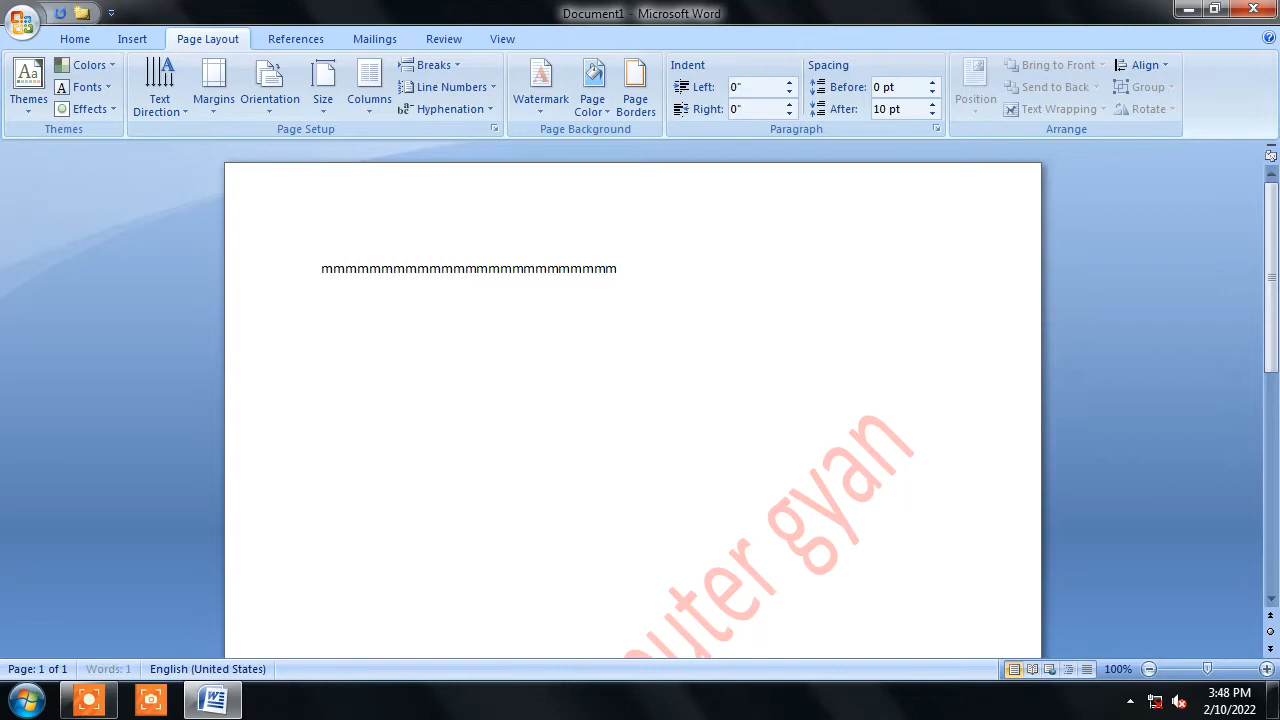 Document1 - Microsoft Word
Home Insert Page Layout References Mailings Review View
Themes
Colors
Fonts
Effects
Themes
Text Direction
Margins
Orientation
Size
Columns
Breaks
Line Numbers
Hyphenation
Page Setup
Watermark
Page Color
Page Borders
Page Background
Indent
Left: 0"
Right: 0"
Spacing
Before: 0 pt
After: 10 pt
Paragraph
Position
Bring to Front
Send to Back
Text Wrapping
Align
Group
Rotate
Arrange
mmmmmmmmmmmmmmmmmmmmmmmmm
uter gyan
Page: 1 of 1 Words: 1 English (United States) 100%
3:48 PM
2/10/2022